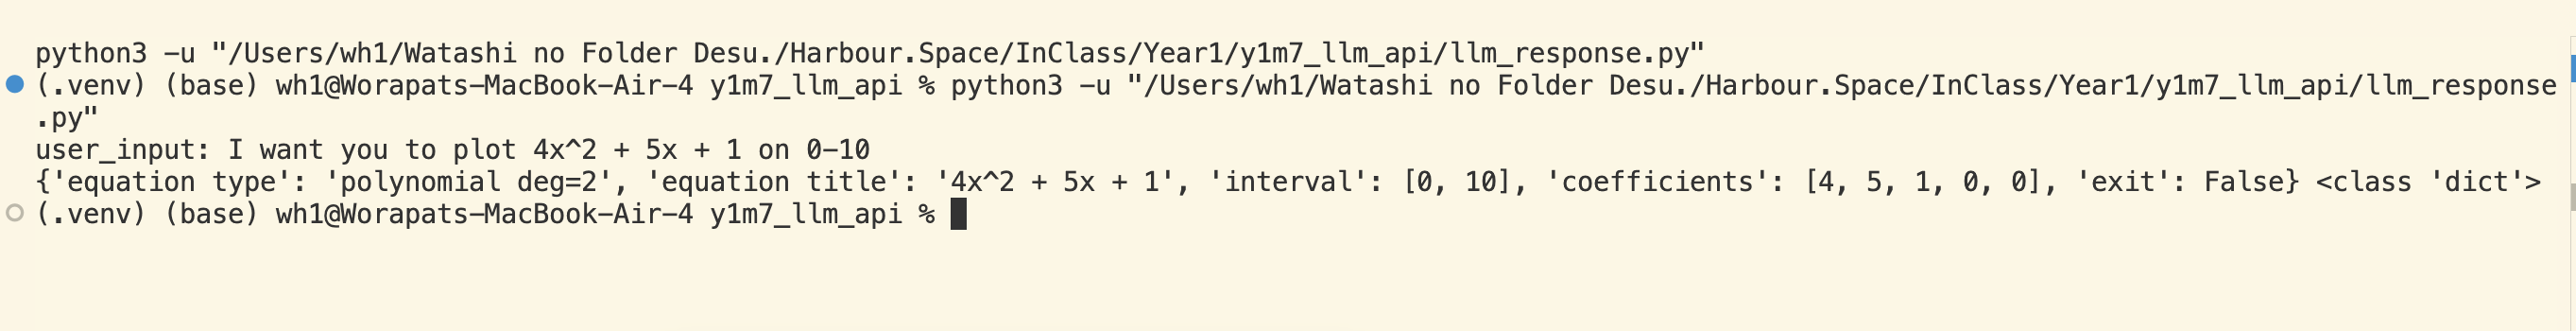 python3 -u "/Users/wh1/Watashi no Folder Desu./Harbour.Space/InClass/Year1/y1m7_llm_api/llm_response.py"
(.venv) (base) wh1@Worapats-MacBook-Air-4 y1m7_llm_api % python3 -u "/Users/wh1/Watashi no Folder Desu./Harbour.Space/InClass/Year1/y1m7_llm_api/llm_response
.py"
user_input: I want you to plot 4x^2 + 5x + 1 on 0-10
{'equation type': 'polynomial deg=2', 'equation title': '4x^2 + 5x + 1', 'interval': [0, 10], 'coefficients': [4, 5, 1, 0, 0], 'exit': False} <class 'dict'>
(.venv) (base) wh1@Worapats-MacBook-Air-4 y1m7_llm_api %